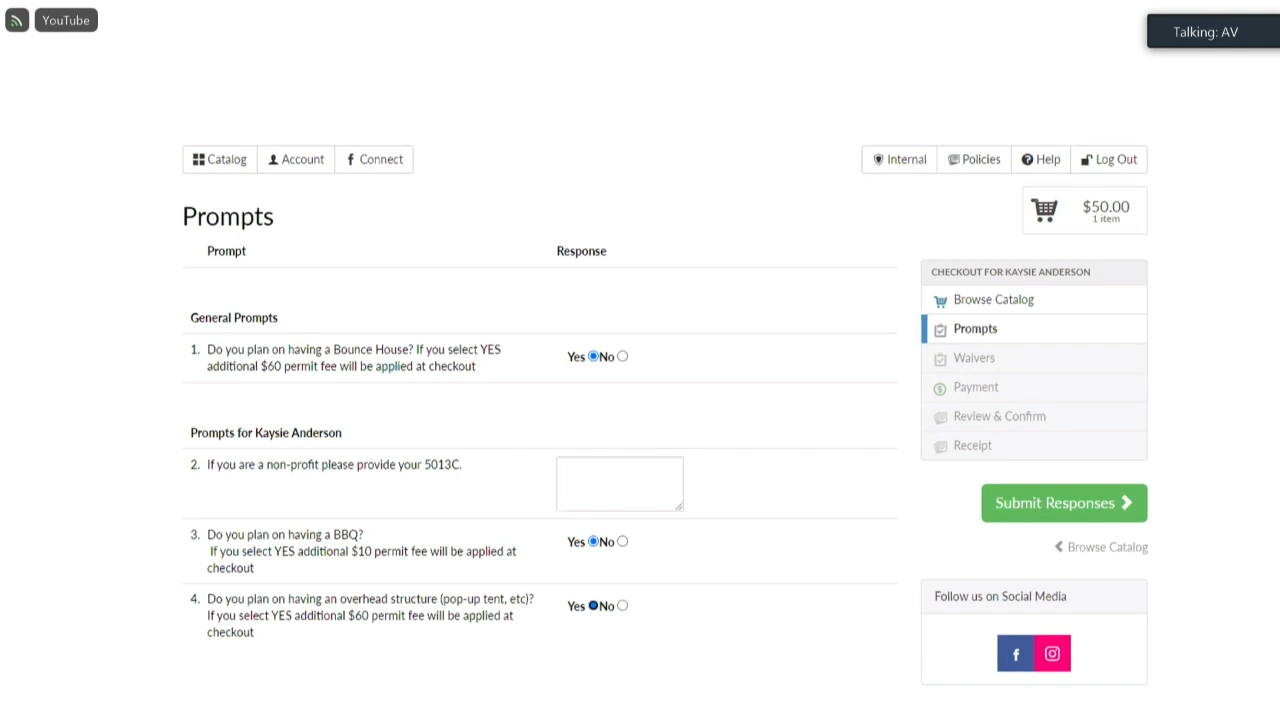 YouTube
Talking: AV
Catalog Account Connect
Internal Policies Help Log Out
$50.00
1 item
Prompts
Prompt Response
General Prompts
1. Do you plan on having a Bounce House? If you select YES
additional $60 permit fee will be applied at checkout
Yes No
Prompts for Kaysie Anderson
2. If you are a non-profit please provide your 5013C.
3. Do you plan on having a BBQ?
If you select YES additional $10 permit fee will be applied at
checkout
Yes No
4. Do you plan on having an overhead structure (pop-up tent, etc)?
If you select YES additional $60 permit fee will be applied at
checkout
Yes No
CHECKOUT FOR KAYSIE ANDERSON
Browse Catalog
Prompts
Waivers
Payment
Review & Confirm
Receipt
Submit Responses
Browse Catalog
Follow us on Social Media